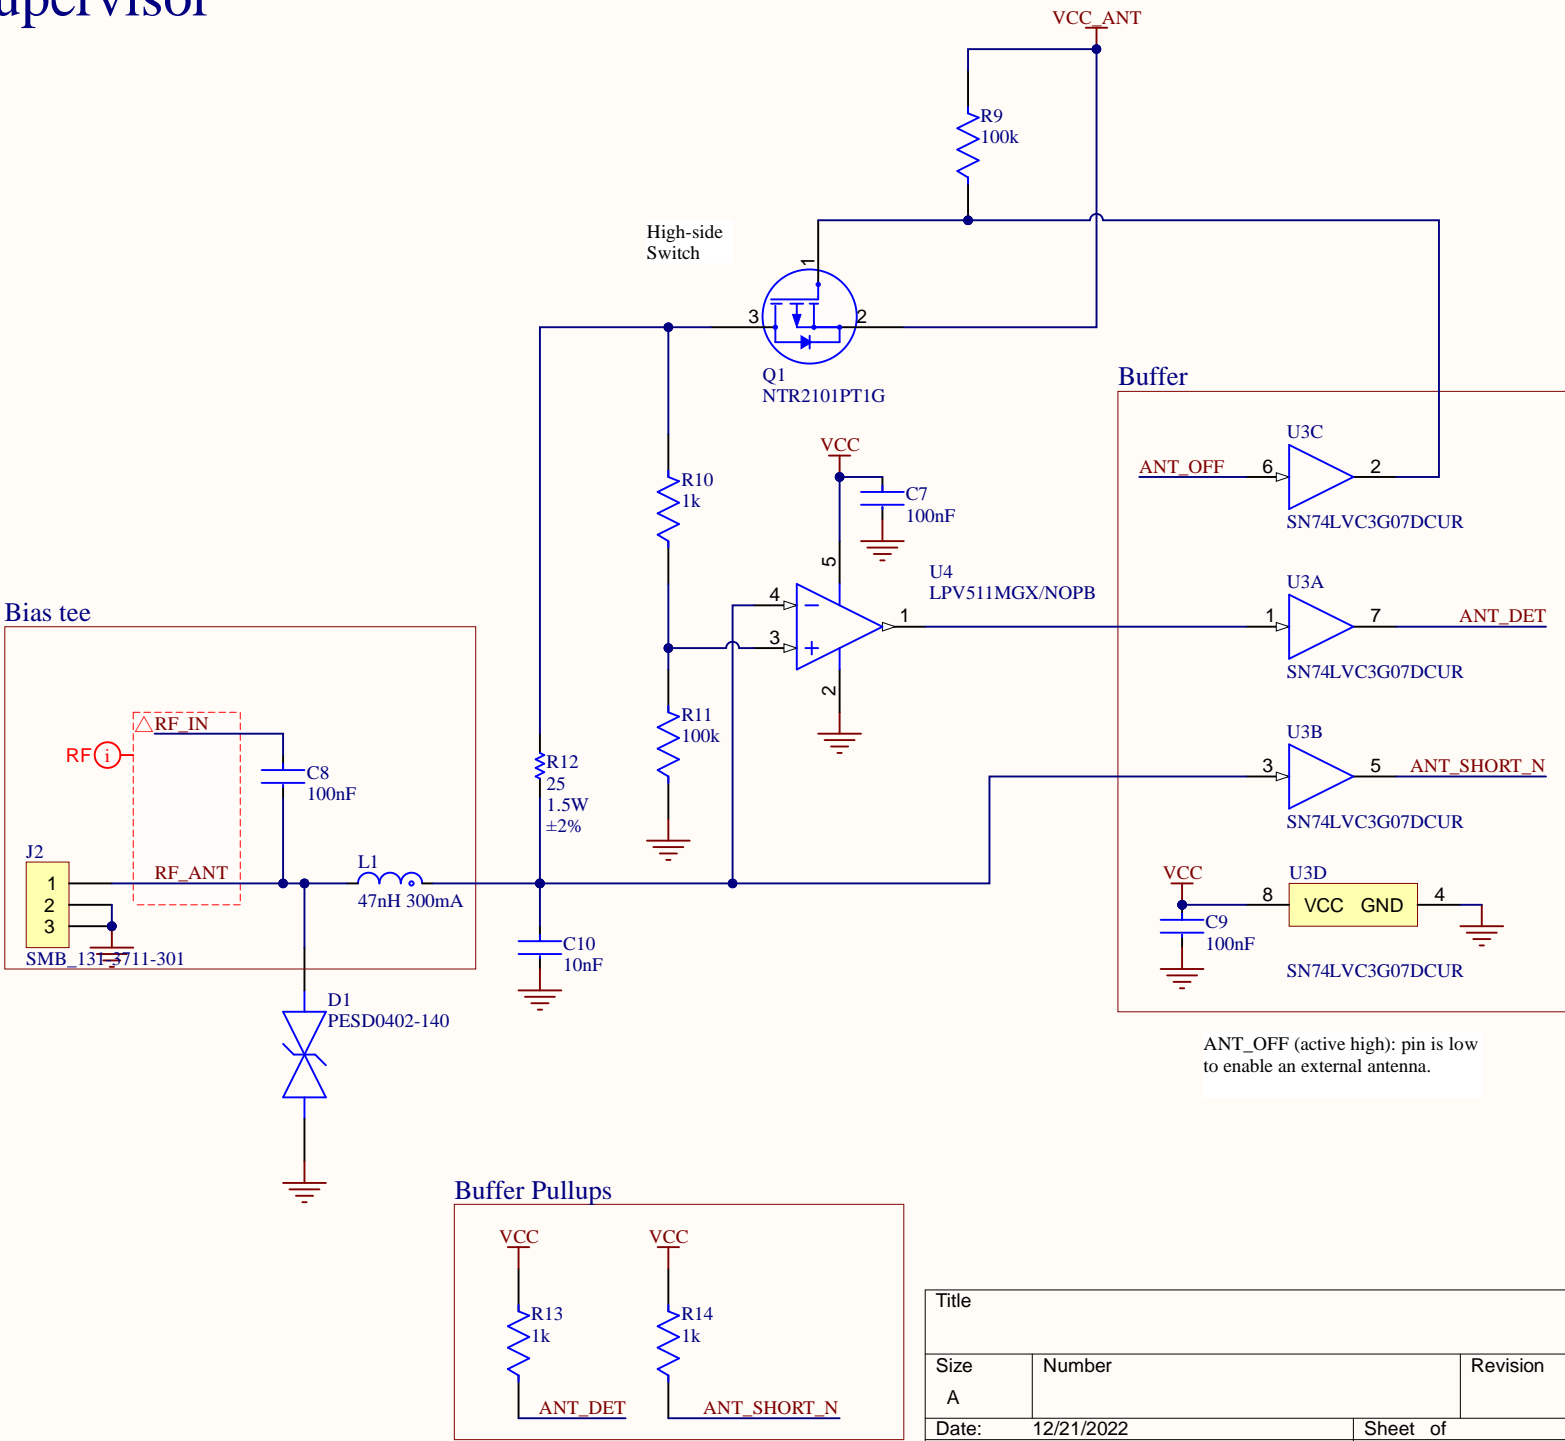 VCC_ANT
R9
100k
High-side
Switch
1
3
2
Q1
NTR2101PT1G
Buffer
U3C
ANT_OFF
6
2
SN74LVC3G07DCUR
VCC
R10
1k
C7
100nF
5
U4
LPV511MGX/NOPB
4
3
1
2
U3A
1
7
ANT_DET
SN74LVC3G07DCUR
Bias tee
RF_IN
RF
i
C8
100nF
R11
100k
R12
25
1.5W
±2%
U3B
3
5
ANT_SHORT_N
SN74LVC3G07DCUR
J2
1
2
3
SMB_131-3711-301
RF_ANT
L1
47nH 300mA
C10
10nF
VCC
C9
100nF
U3D
8
VCC GND
4
SN74LVC3G07DCUR
D1
PESD0402-140
ANT_OFF (active high): pin is low
to enable an external antenna.
Buffer Pullups
VCC
R13
1k
ANT_DET
VCC
R14
1k
ANT_SHORT_N
Title
Size
A
Number
Revision
Date:
12/21/2022
Sheet of